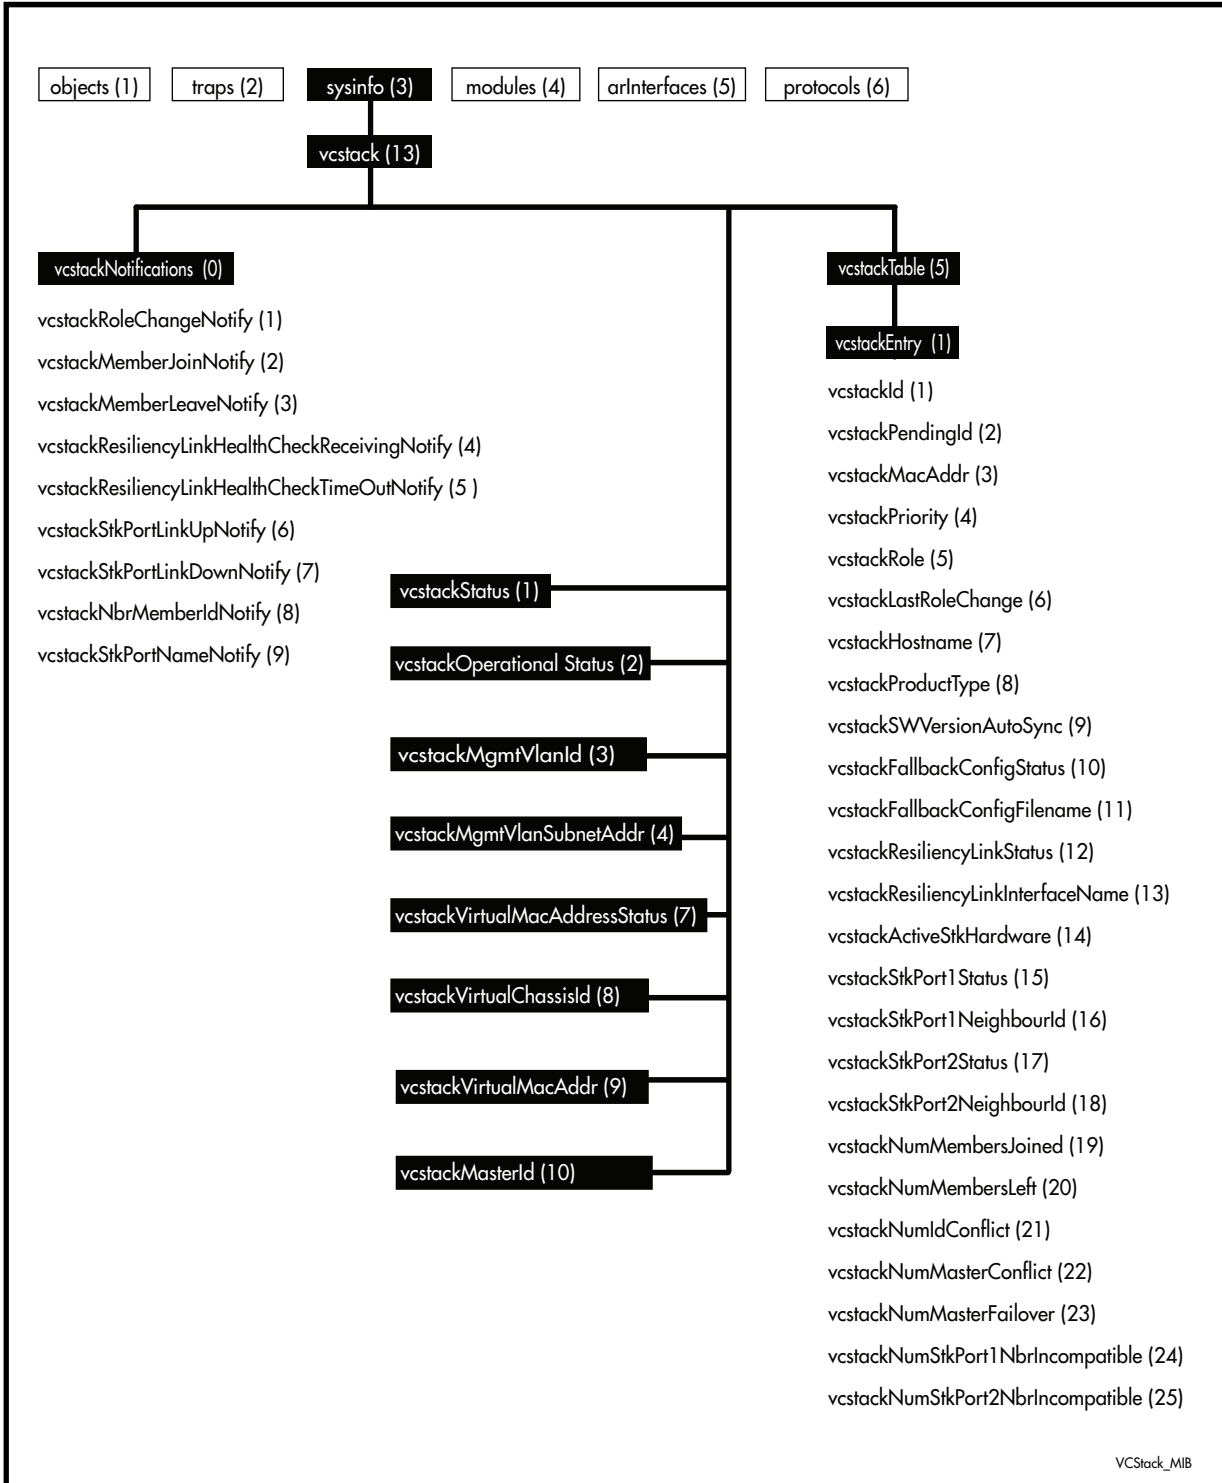 objects (1)
traps (2)
sysinfo (3)
modules (4)
arInterfaces (5)
protocols (6)
vcstack (13)
vcstackNotifications (0)
vcstackRoleChangeNotify (1)
vcstackMemberJoinNotify (2)
vcstackMemberLeaveNotify (3)
vcstackResiliencyLinkHealthCheckReceivingNotify (4)
vcstackResiliencyLinkHealthCheckTimeOutNotify (5 )
vcstackStkPortLinkUpNotify (6)
vcstackStkPortLinkDownNotify (7)
vcstackNbrMemberIdNotify (8)
vcstackStkPortNameNotify (9)
vcstackStatus (1)
vcstackOperational Status (2)
vcstackMgmtVlanId (3)
vcstackMgmtVlanSubnetAddr (4)
vcstackVirtualMacAddressStatus (7)
vcstackVirtualChassisId (8)
vcstackVirtualMacAddr (9)
vcstackMasterId (10)
vcstackTable (5)
vcstackEntry (1)
vcstackId (1)
vcstackPendingId (2)
vcstackMacAddr (3)
vcstackPriority (4)
vcstackRole (5)
vcstackLastRoleChange (6)
vcstackHostname (7)
vcstackProductType (8)
vcstackSWVersionAutoSync (9)
vcstackFallbackConfigStatus (10)
vcstackFallbackConfigFilename (11)
vcstackResiliencyLinkStatus (12)
vcstackResiliencyLinkInterfaceName (13)
vcstackActiveStkHardware (14)
vcstackStkPort1Status (15)
vcstackStkPort1NeighbourId (16)
vcstackStkPort2Status (17)
vcstackStkPort2NeighbourId (18)
vcstackNumMembersJoined (19)
vcstackNumMembersLeft (20)
vcstackNumIdConflict (21)
vcstackNumMasterConflict (22)
vcstackNumMasterFailover (23)
vcstackNumStkPort1NbrIncompatible (24)
vcstackNumStkPort2NbrIncompatible (25)
VCStack_MIB